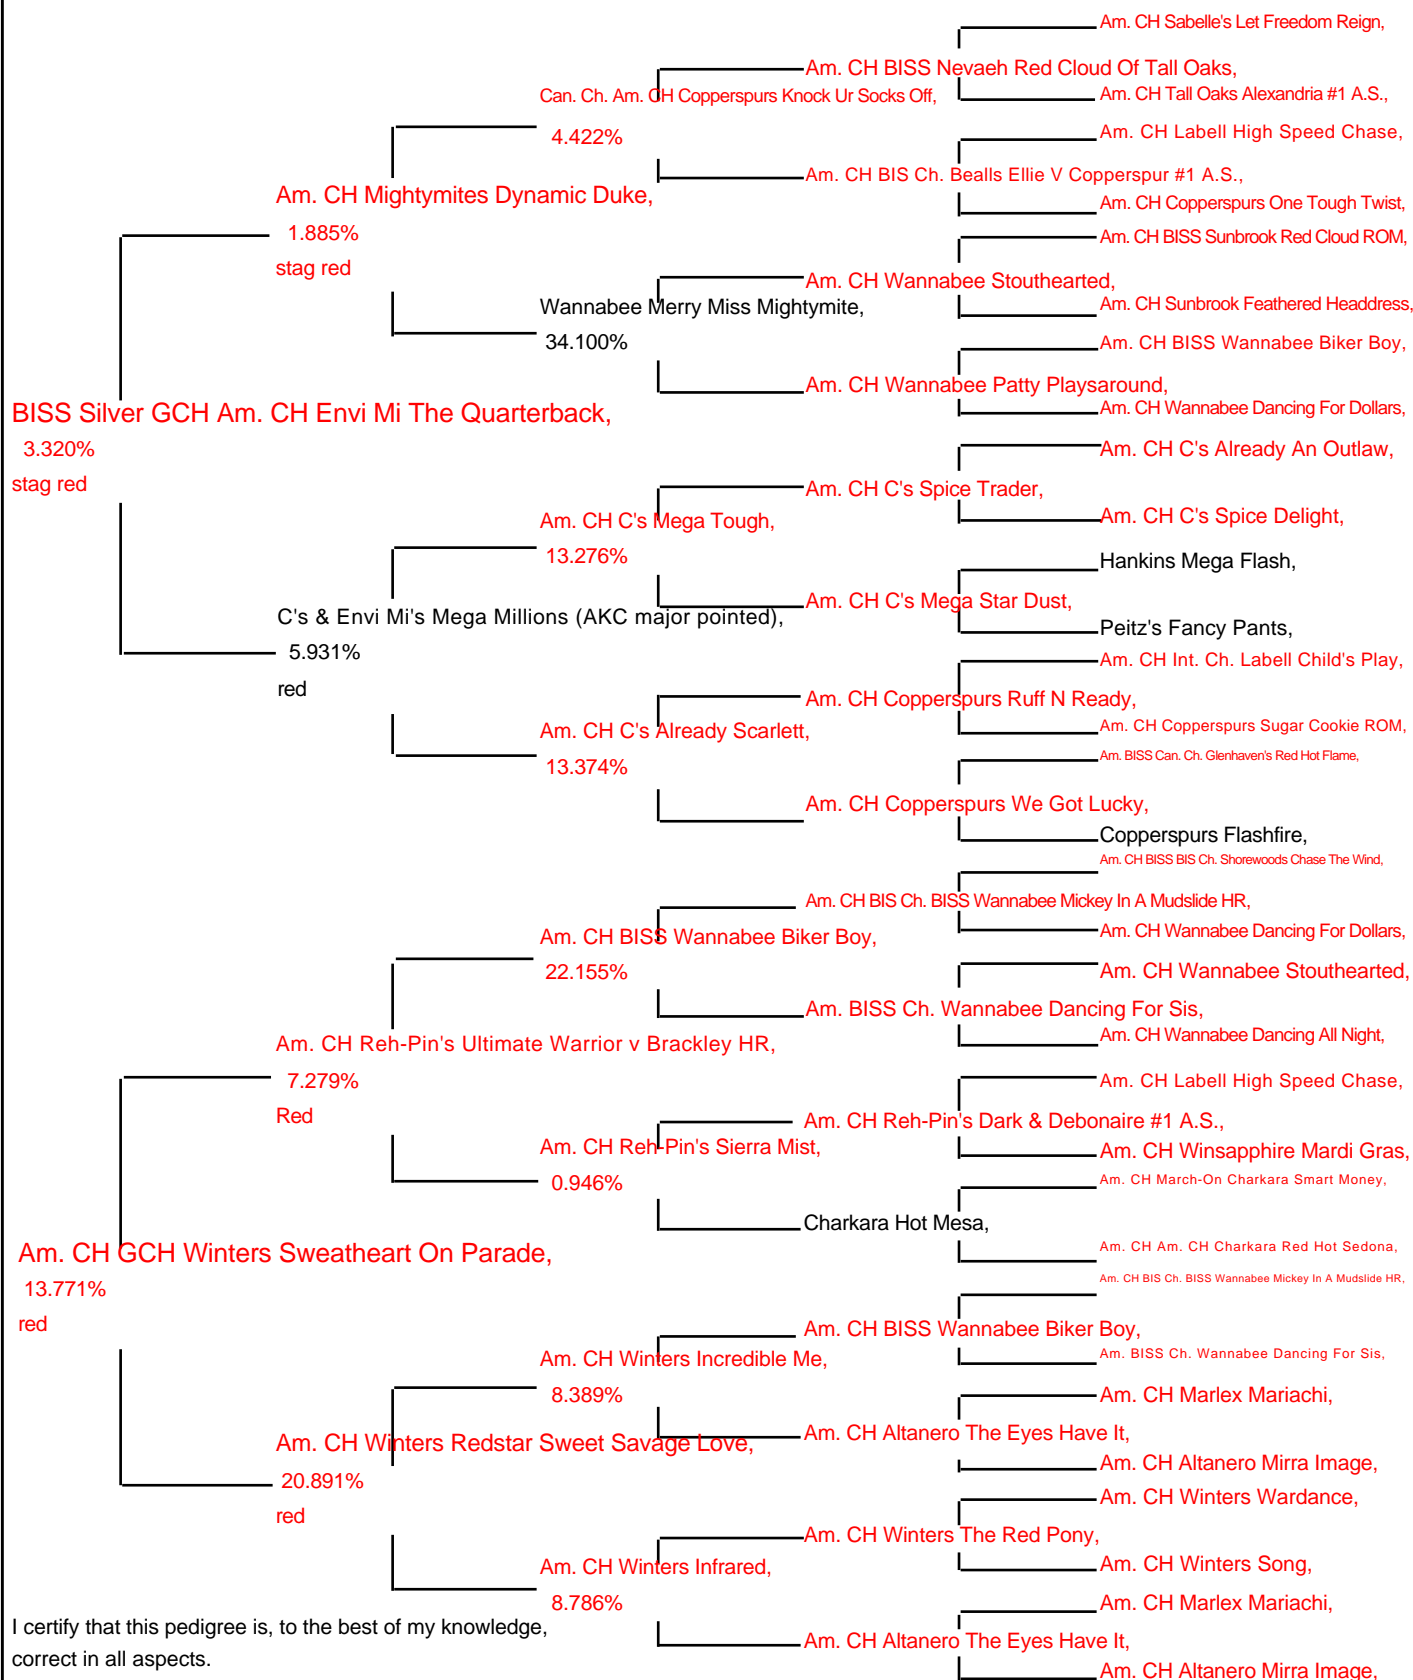 Am. CH Sabelle's Let Freedom Reign,
Am. CH BISS Nevaeh Red Cloud Of Tall Oaks,
Can. Ch. Am. CH Copperspurs Knock Ur Socks Off,
Am. CH Tall Oaks Alexandria #1 A.S.,
4.422%
Am. CH Labell High Speed Chase,
Am. CH BIS Ch. Bealls Ellie V Copperspur #1 A.S.,
Am. CH Mightymites Dynamic Duke,
Am. CH Copperspurs One Tough Twist,
1.885%
Am. CH BISS Sunbrook Red Cloud ROM,
stag red
Am. CH Wannabee Stouthearted,
Wannabee Merry Miss Mightymite,
Am. CH Sunbrook Feathered Headdress,
34.100%
Am. CH BISS Wannabee Biker Boy,
Am. CH Wannabee Patty Playsaround,
BISS Silver GCH Am. CH Envi Mi The Quarterback,
Am. CH Wannabee Dancing For Dollars,
3.320%
Am. CH C's Already An Outlaw,
stag red
Am. CH C's Spice Trader,
Am. CH C's Mega Tough,
Am. CH C's Spice Delight,
13.276%
Hankins Mega Flash,
Am. CH C's Mega Star Dust,
C's & Envi Mi's Mega Millions (AKC major pointed),
Peitz's Fancy Pants,
5.931%
Am. CH Int. Ch. Labell Child's Play,
red
Am. CH Copperspurs Ruff N Ready,
Am. CH C's Already Scarlett,
Am. CH Copperspurs Sugar Cookie ROM,
13.374%
Am. BISS Can. Ch. Glenhaven's Red Hot Flame,
Am. CH Copperspurs We Got Lucky,
Copperspurs Flashfire,
Am. CH BISS BIS Ch. Shorewoods Chase The Wind,
Am. CH BIS Ch. BISS Wannabee Mickey In A Mudslide HR,
Am. CH BISS Wannabee Biker Boy,
Am. CH Wannabee Dancing For Dollars,
22.155%
Am. CH Wannabee Stouthearted,
Am. BISS Ch. Wannabee Dancing For Sis,
Am. CH Reh-Pin's Ultimate Warrior v Brackley HR,
Am. CH Wannabee Dancing All Night,
7.279%
Am. CH Labell High Speed Chase,
Red
Am. CH Reh-Pin's Dark & Debonaire #1 A.S.,
Am. CH Reh-Pin's Sierra Mist,
Am. CH Winsapphire Mardi Gras,
0.946%
Am. CH March-On Charkara Smart Money,
Charkara Hot Mesa,
Am. CH GCH Winters Sweatheart On Parade,
Am. CH Am. CH Charkara Red Hot Sedona,
13.771%
Am. CH BIS Ch. BISS Wannabee Mickey In A Mudslide HR,
red
Am. CH BISS Wannabee Biker Boy,
Am. CH Winters Incredible Me,
Am. BISS Ch. Wannabee Dancing For Sis,
8.389%
Am. CH Marlex Mariachi,
Am. CH Altanero The Eyes Have It,
Am. CH Winters Redstar Sweet Savage Love,
Am. CH Altanero Mirra Image,
20.891%
Am. CH Winters Wardance,
red
Am. CH Winters The Red Pony,
Am. CH Winters Infrared,
Am. CH Winters Song,
8.786%
Am. CH Marlex Mariachi,
I certify that this pedigree is, to the best of my knowledge,
Am. CH Altanero The Eyes Have It,
correct in all aspects.
Am. CH Altanero Mirra Image,